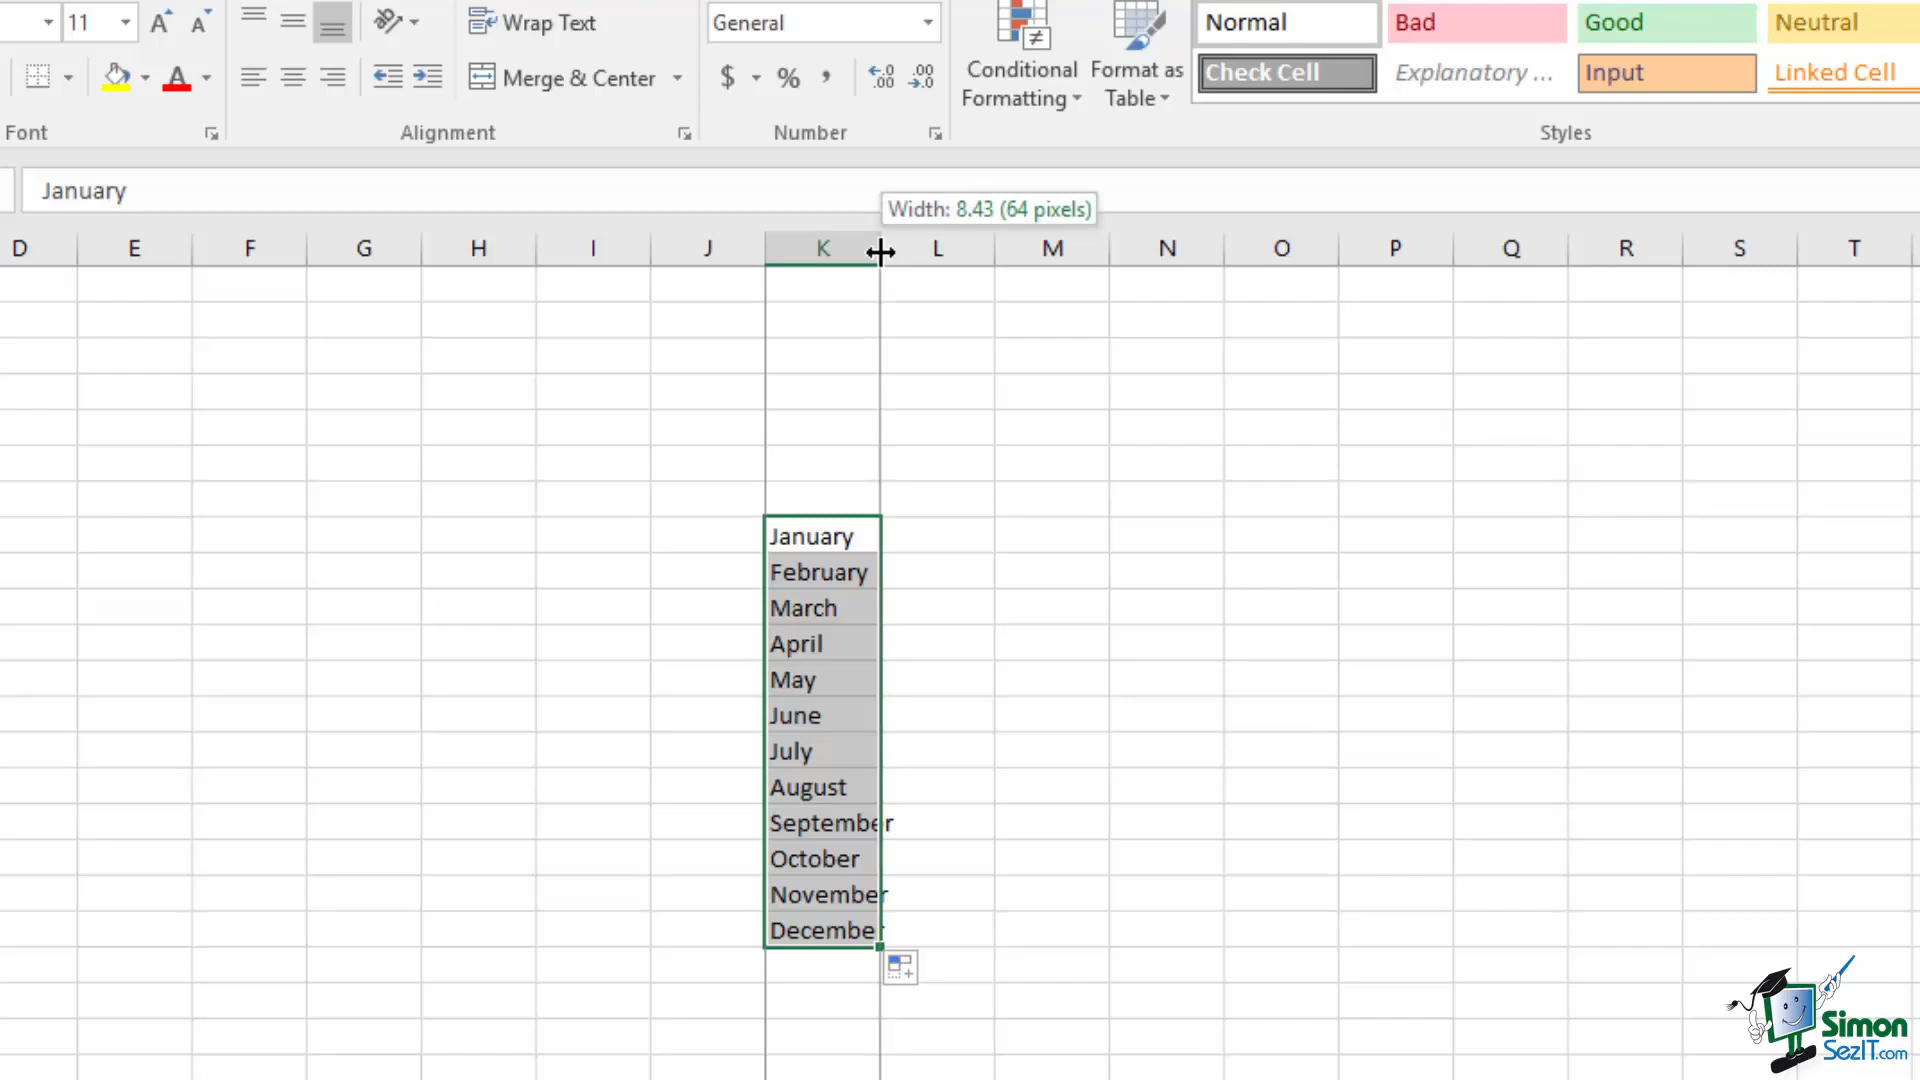 11 A A Wrap Text General Normal Bad Good Neutral
A Merge & Center $ % , .00 .00 Conditional Formatting Format as Table Check Cell Explanatory ... Input Linked Cell
Font Alignment Number Styles
January
Width: 8.43 (64 pixels)
D E F G H I J K L M N O P Q R S T
January
February
March
April
May
June
July
August
September
October
November
December
Simon
SezIT.com